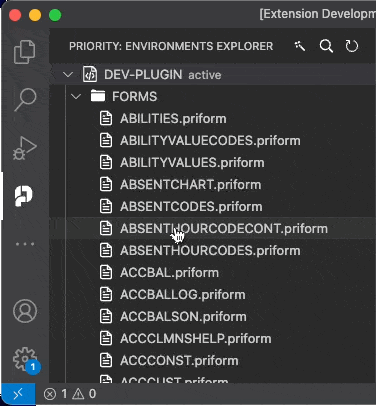 [Extension Developm
PRIORITY: ENVIRONMENTS EXPLORER
DEV-PLUGIN active
FORMS
ABILITIES.priform
ABILITYVALUECODES.priform
ABILITYVALUES.priform
ABSENTCHART.priform
ABSENTCODES.priform
ABSENTHOURCODECONT.priform
ABSENTHOURCODES.priform
ACCBAL.priform
ACCBALLOG.priform
ACCBALSON.priform
ACCCLMNSHELP.priform
ACCCONST.priform
ACCCUST.priform
1
1 0